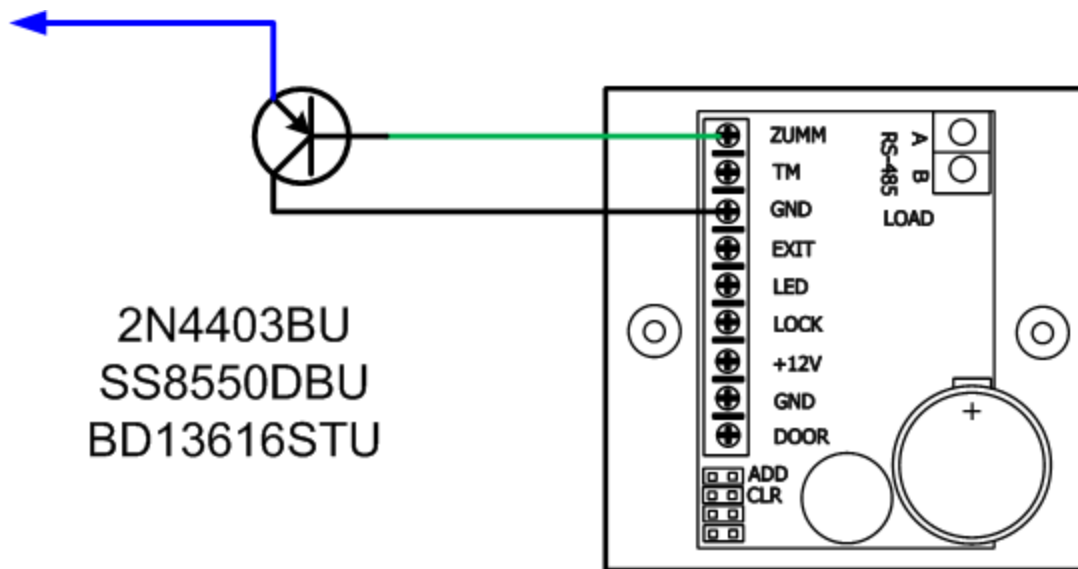 2N4403BU
SS8550DBU
BD13616STU
ZUMM
TM
GND
EXIT
LED
LOCK
+12V
GND
DOOR
ADD
CLR
A
B
RS-485
LOAD
+